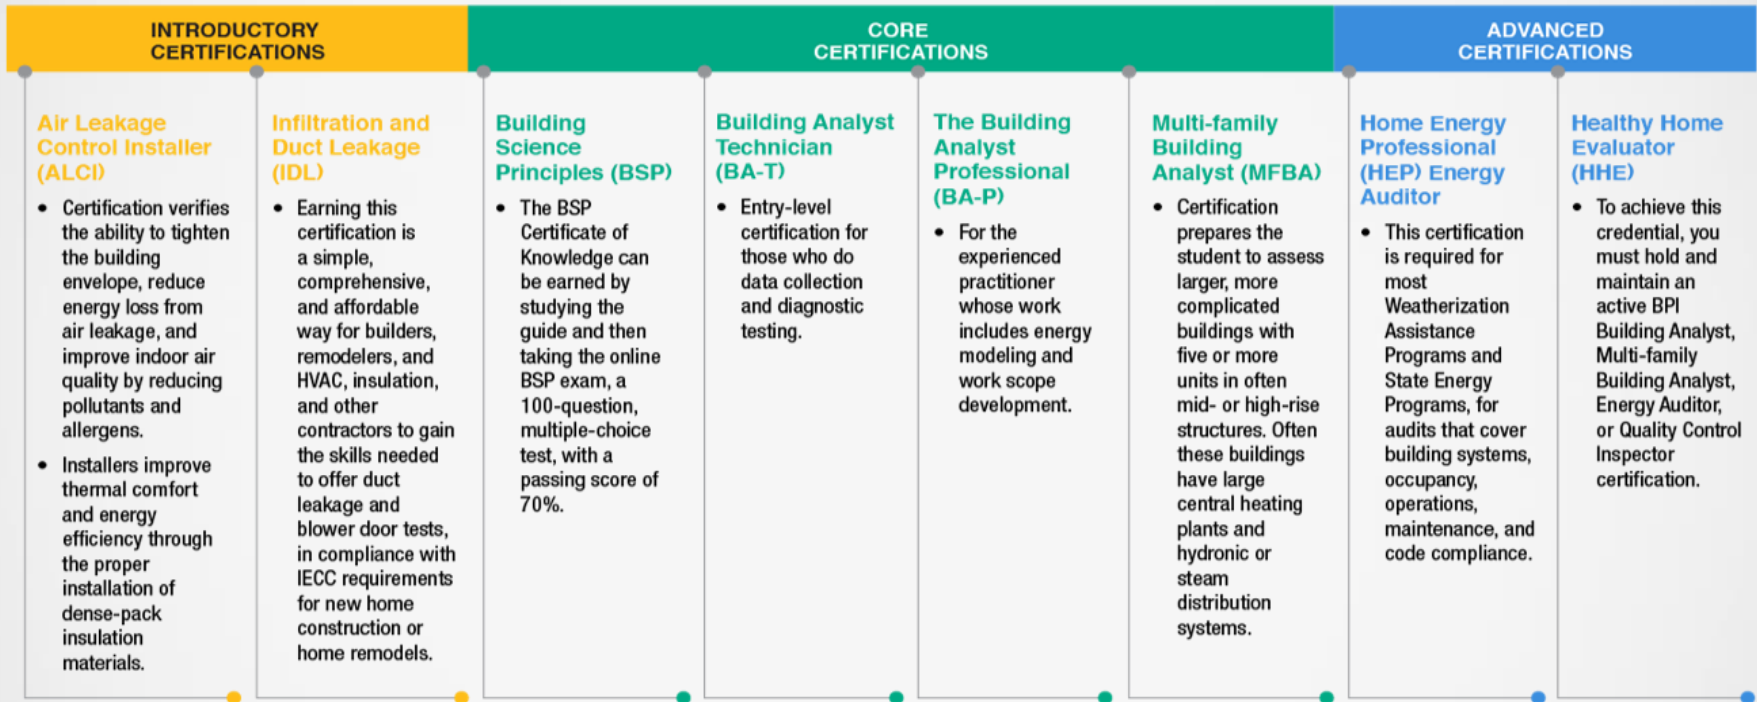 INTRODUCTORY
CERTIFICATIONS
CORE
CERTIFICATIONS
ADVANCED
CERTIFICATIONS
Air Leakage
Control Installer
(ALCI)
• Certification verifies
the ability to tighten
the building
envelope, reduce
energy loss from
air leakage, and
improve indoor air
quality by reducing
pollutants and
allergens.
• Installers improve
thermal comfort
and energy
efficiency through
the proper
installation of
dense-pack
insulation
materials.
Infiltration and
Duct Leakage
(IDL)
• Earning this
certification is
a simple,
comprehensive,
and affordable
way for builders,
remodelers, and
HVAC, insulation,
and other
contractors to gain
the skills needed
to offer duct
leakage and
blower door tests,
in compliance with
IECC requirements
for new home
construction or
home remodels.
Building
Science
Principles (BSP)
• The BSP
Certificate of
Knowledge can
be earned by
studying the
guide and then
taking the online
BSP exam, a
100-question,
multiple-choice
test, with a
passing score of
70%.
Building Analyst
Technician
(BA-T)
• Entry-level
certification for
those who do
data collection
and diagnostic
testing.
The Building
Analyst
Professional
(BA-P)
• For the
experienced
practitioner
whose work
includes energy
modeling and
work scope
development.
Multi-family
Building
Analyst (MFBA)
• Certification
prepares the
student to assess
larger, more
complicated
buildings with
five or more
units in often
mid- or high-rise
structures. Often
these buildings
have large
central heating
plants and
hydronic or
steam
distribution
systems.
Home Energy
Professional
(HEP) Energy
Auditor
• This certification
is required for
most
Weatherization
Assistance
Programs and
State Energy
Programs, for
audits that cover
building systems,
occupancy,
operations,
maintenance, and
code compliance.
Healthy Home
Evaluator
(HHE)
• To achieve this
credential, you
must hold and
maintain an
active BPI
Building Analyst,
Multi-family
Building Analyst,
Energy Auditor,
or Quality Control
Inspector
certification.